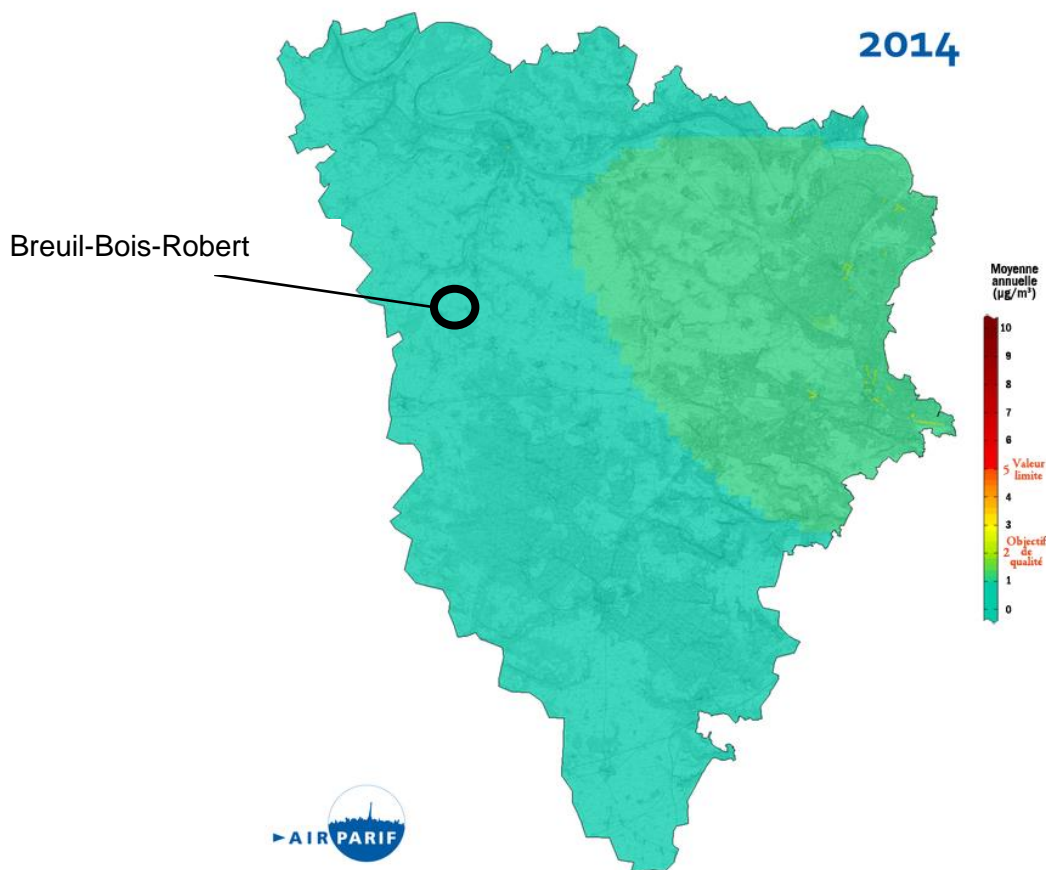 2014
Breuil-Bois-Robert
Moyenne
annuelle
(µg/m³)
10
9
8
7
6
5 Valeur
limite
4
3
Objectif
2 de
qualité
1
0
AIRPARIF